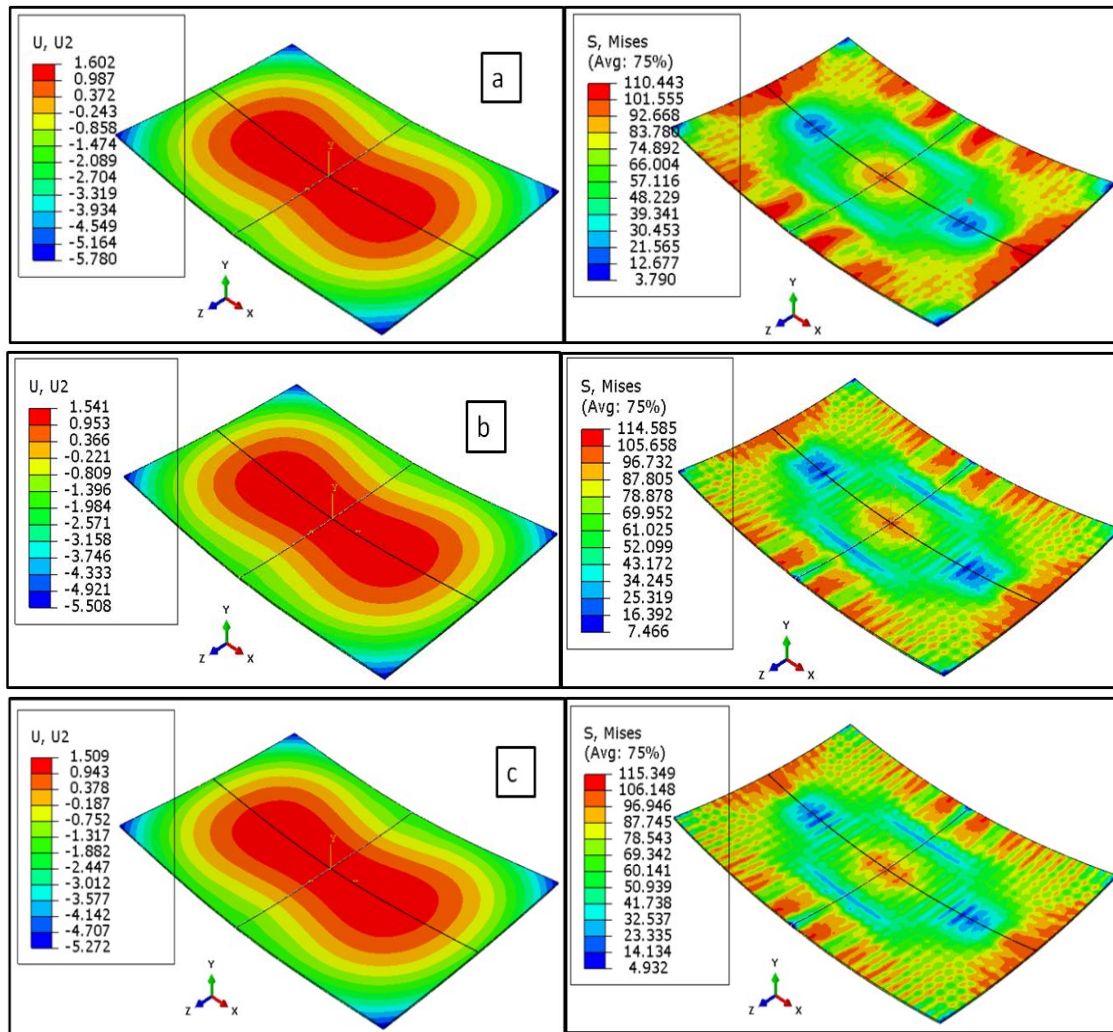 U, U2
1.602
0.987
0.372
-0.243
-0.858
-1.474
-2.089
-2.704
-3.319
-3.934
-4.549
-5.164
-5.780
a
y
Y
Z
X
S, Mises
(Avg: 75%)
110.443
101.555
92.668
83.780
74.892
66.004
57.116
48.229
39.341
30.453
21.565
12.677
3.790
Y
Z
X
U, U2
1.541
0.953
0.366
-0.221
-0.809
-1.396
-1.984
-2.571
-3.158
-3.746
-4.333
-4.921
-5.508
b
y
Y
Z
X
S, Mises
(Avg: 75%)
114.585
105.658
96.732
87.805
78.878
69.952
61.025
52.099
43.172
34.245
25.319
16.392
7.466
Y
Z
X
U, U2
1.509
0.943
0.378
-0.187
-0.752
-1.317
-1.882
-2.447
-3.012
-3.577
-4.142
-4.707
-5.272
c
y
Y
Z
X
S, Mises
(Avg: 75%)
115.349
106.148
96.946
87.745
78.543
69.342
60.141
50.939
41.738
32.537
23.335
14.134
4.932
Y
Z
X